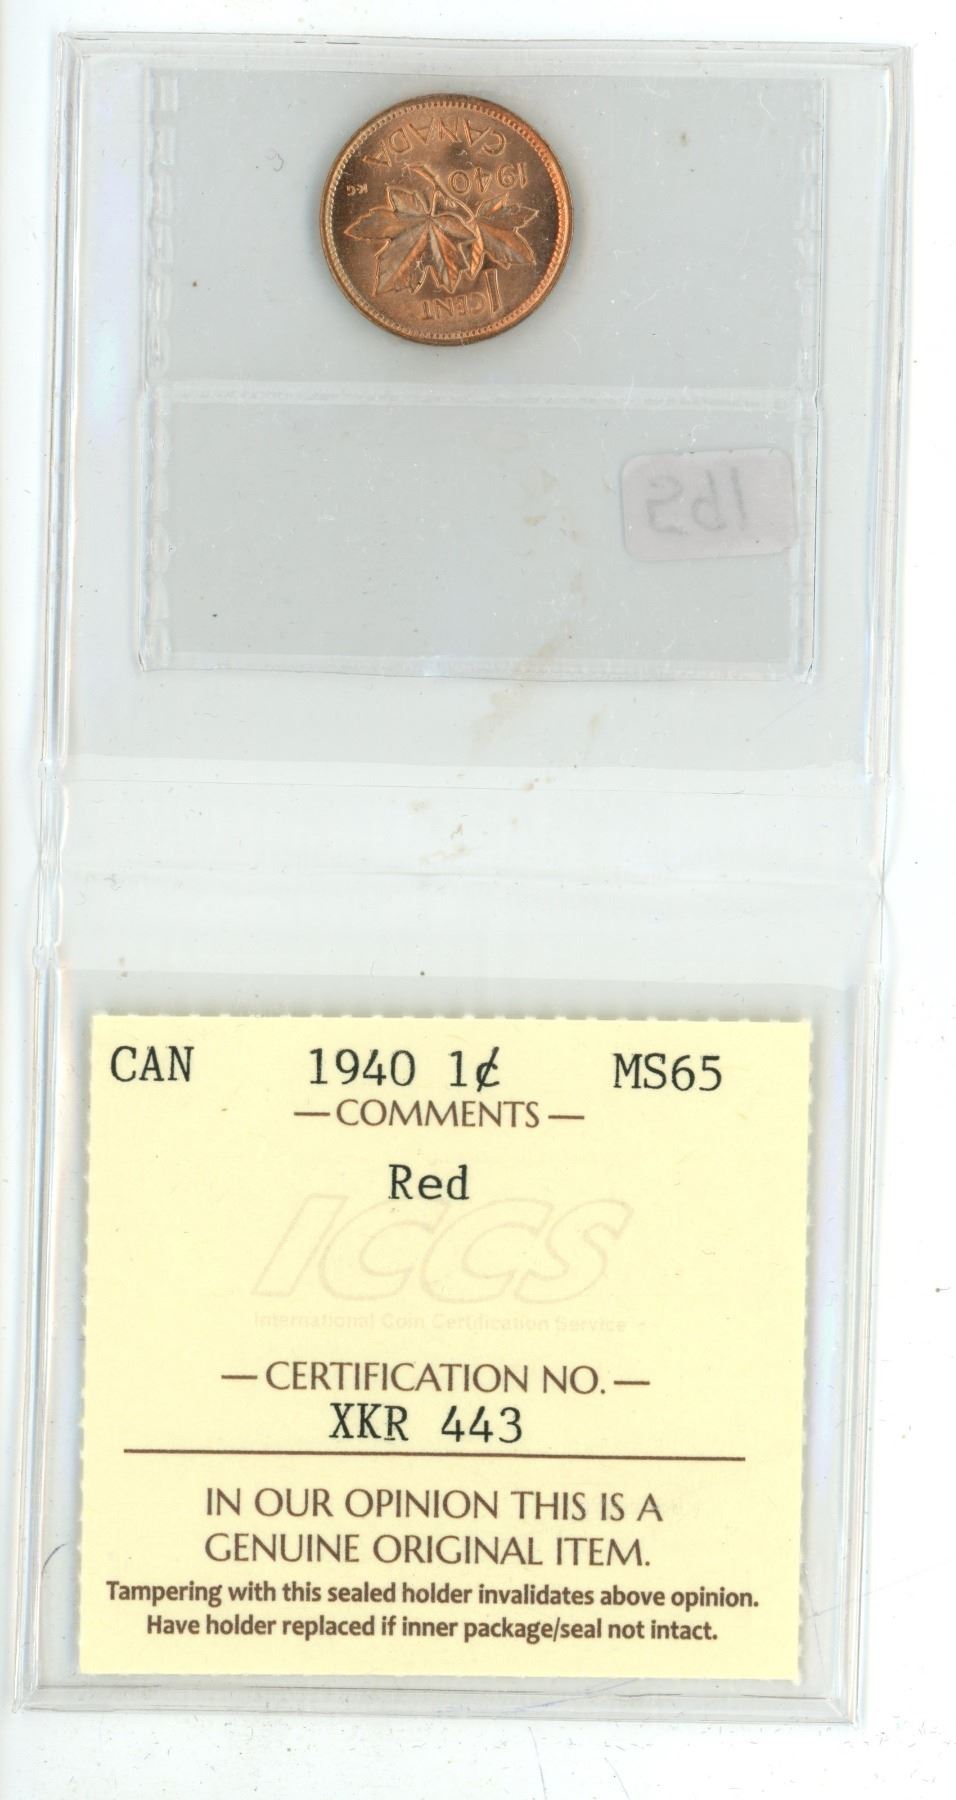 CANADA
1940
KG
1
CENT
165
CAN 1940 1¢ MS65
— COMMENTS —
Red
ICCS
International Coin Certification Service
— CERTIFICATION NO. —
XKR 443
IN OUR OPINION THIS IS A
GENUINE ORIGINAL ITEM.
Tampering with this sealed holder invalidates above opinion.
Have holder replaced if inner package/seal not intact.